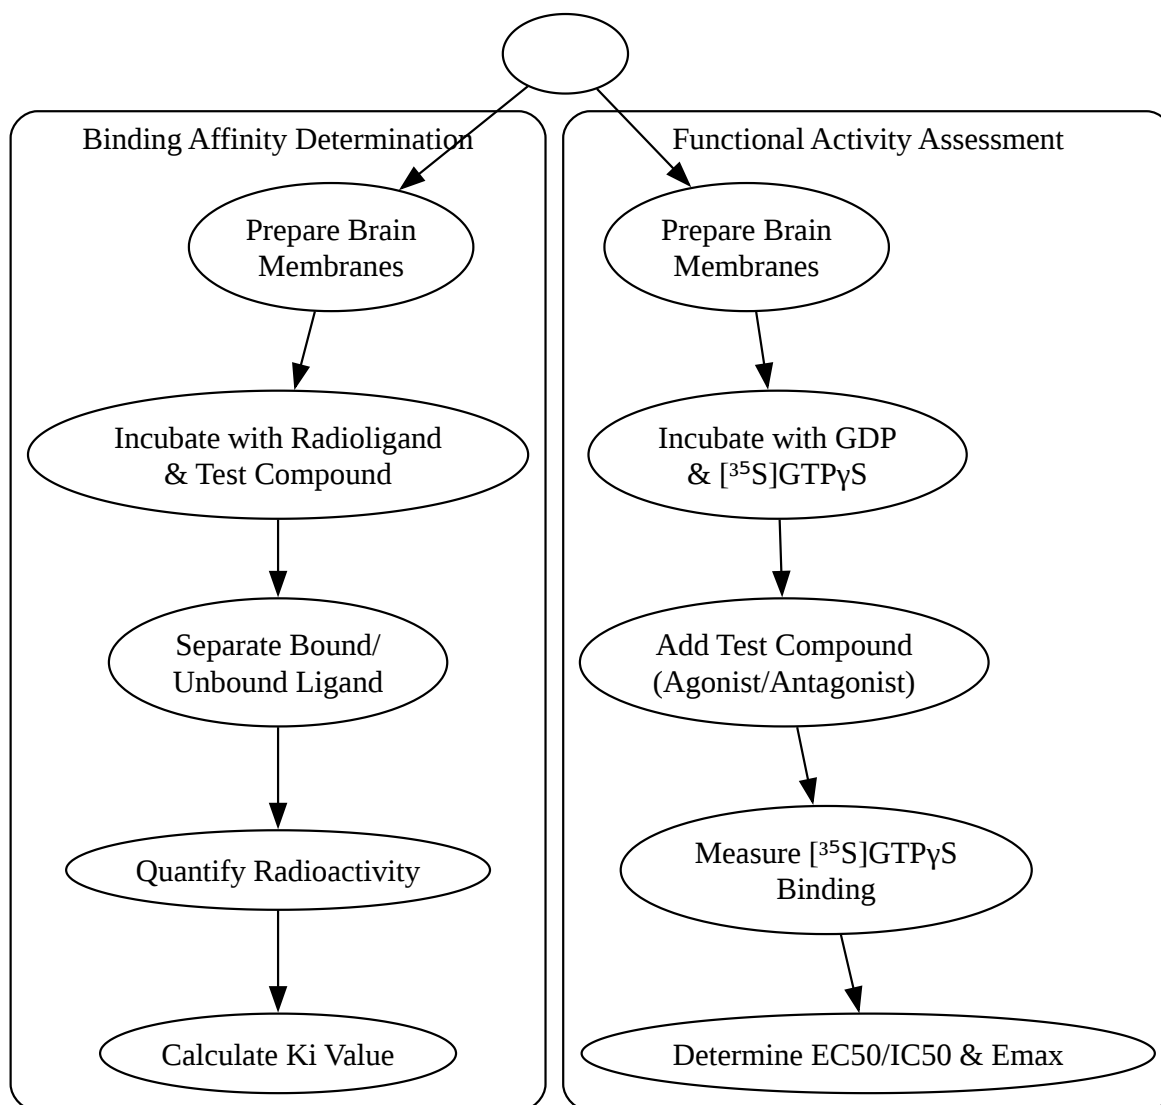 Binding Affinity Determination
Prepare Brain
Membranes
Incubate with Radioligand
& Test Compound
Separate Bound/
Unbound Ligand
Quantify Radioactivity
Calculate Ki Value
Functional Activity Assessment
Prepare Brain
Membranes
Incubate with GDP
& [³⁵S]GTPγS
Add Test Compound
(Agonist/Antagonist)
Measure [³⁵S]GTPγS
Binding
Determine EC50/IC50 & Emax